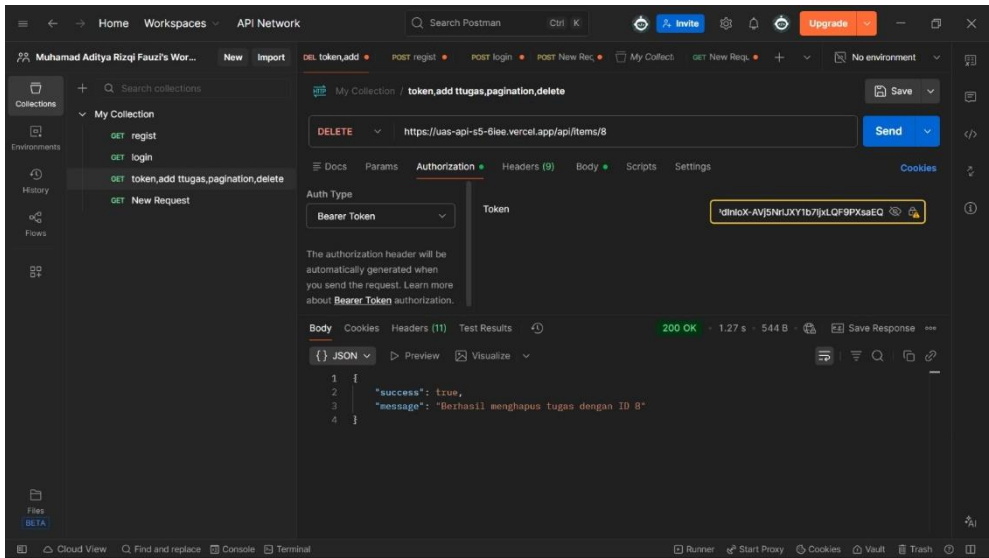 Home Workspaces API Network Search Postman Ctrl K Invite Upgrade
Muhamad Aditya Rizqi Fauzi's Wor... New Import DEL token,add POST regist POST login POST New Rec My Collect GET New Requ. No environment
Collections
Environments
History
Flows
Search collections
My Collection
GET regist
GET login
GET token,add ttugas,pagination,delete
GET New Request
HTTP My Collection / token,add ttugas,pagination,delete Save
DELETE https://uas-api-s5-6iee.vercel.app/api/items/8 Send
Docs Params Authorization Headers (9) Body Scripts Settings Cookies
Auth Type
Bearer Token Token
The authorization header will be
automatically generated when
you send the request. Learn more
about Bearer Token authorization.
Body Cookies Headers (11) Test Results 200 OK 1.27 s 544 B Save Response
{} JSON Preview Visualize
1 {
2 "success": true,
3 "message": "Berhasil menghapus tugas dengan ID 8"
4 }
Files
BETA
AI
Cloud View Find and replace Console Terminal Runner Start Proxy Cookies Vault Trash